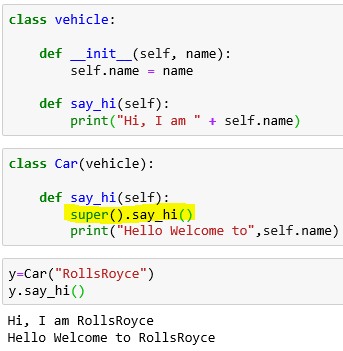 class vehicle:
    def __init__(self, name):
        self.name = name
    def say_hi(self):
        print("Hi, I am " + self.name)
class Car(vehicle):
    def say_hi(self):
        super().say_hi()
        print("Hello Welcome to",self.name)
y=Car("RollsRoyce")
y.say_hi()
Hi, I am RollsRoyce
Hello Welcome to RollsRoyce